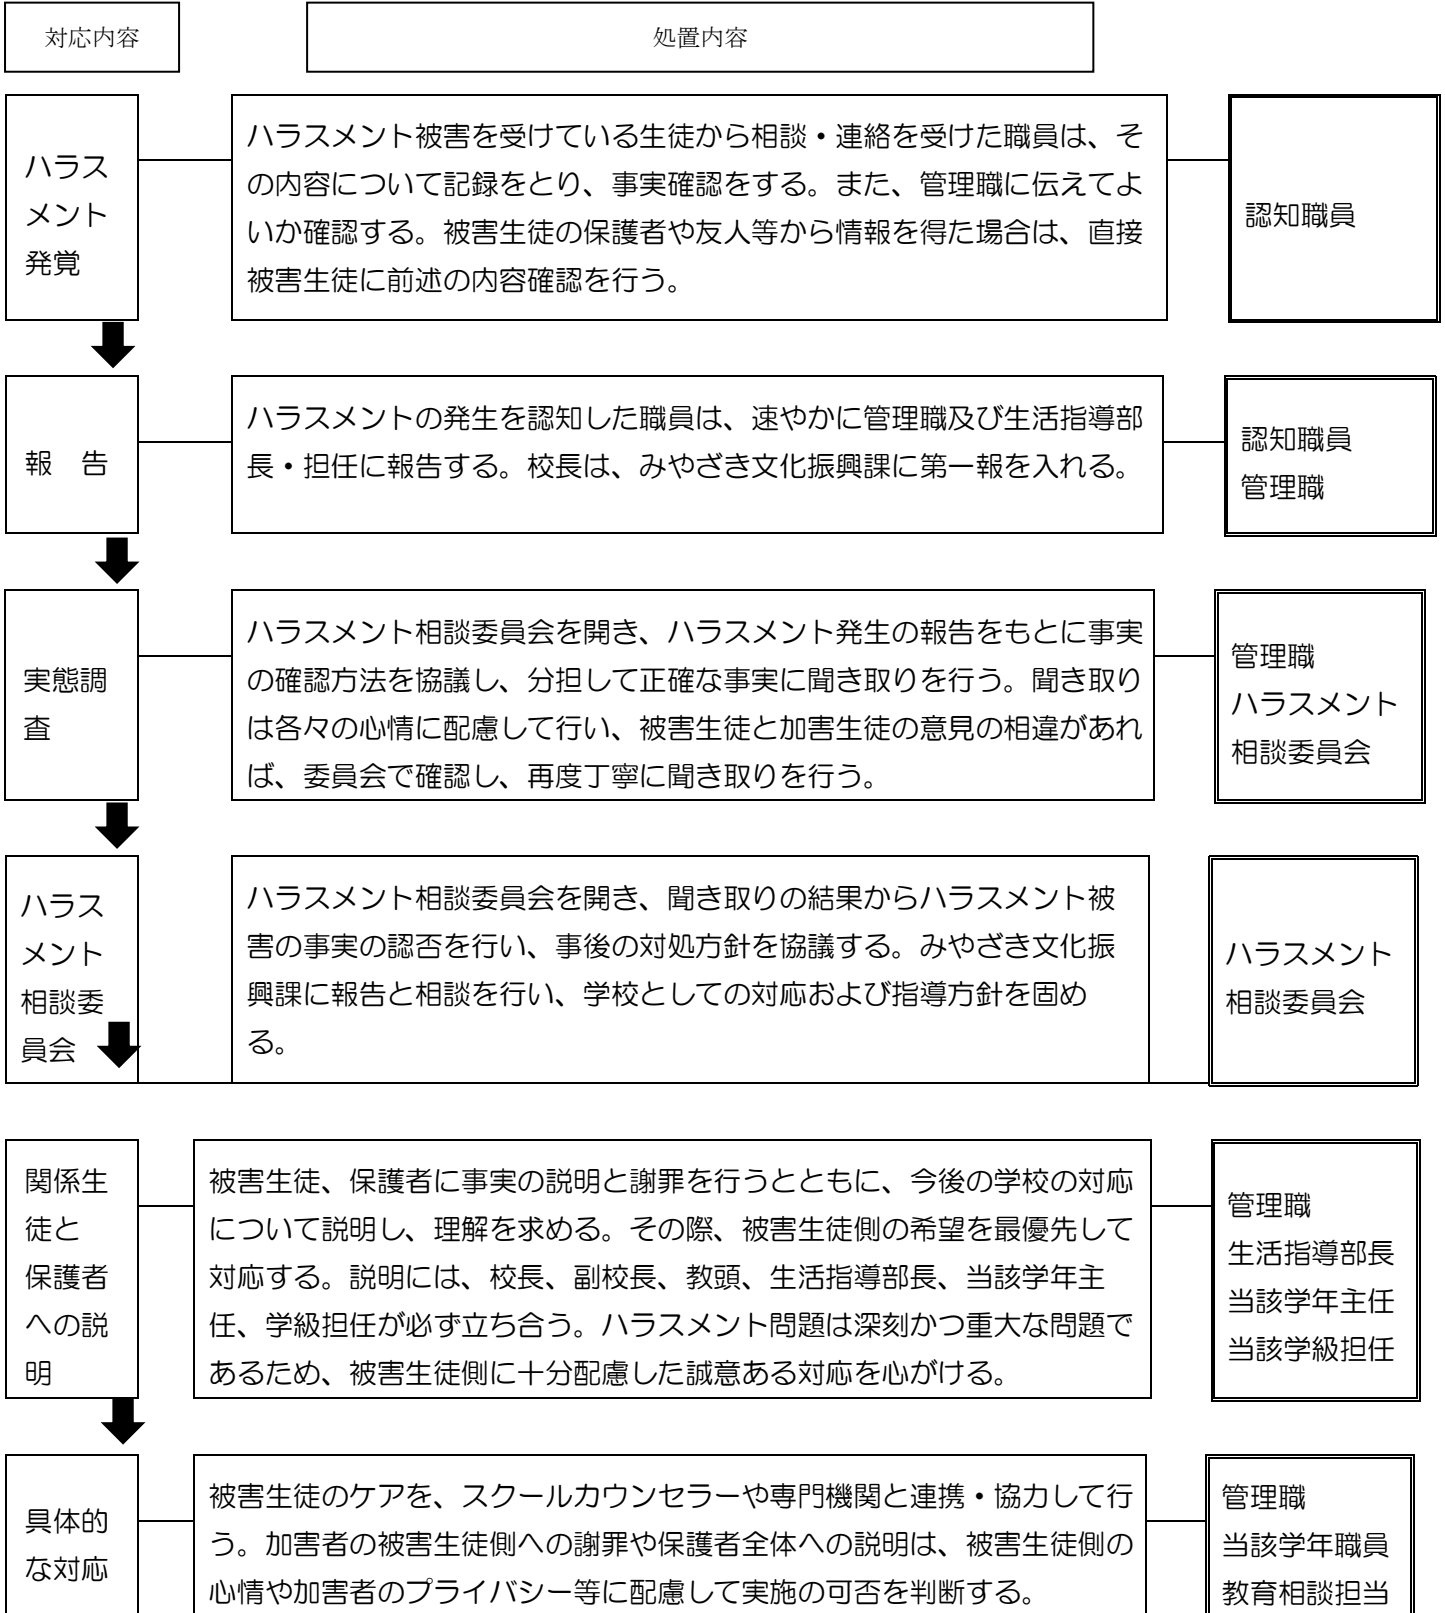 対応内容
処置内容
ハラス
メント
発覚
ハラスメント被害を受けている生徒から相談・連絡を受けた職員は、そ
の内容について記録をとり、事実確認をする。また、管理職に伝えてよ
いか確認する。被害生徒の保護者や友人等から情報を得た場合は、直接
被害生徒に前述の内容確認を行う。
認知職員
報　告
ハラスメントの発生を認知した職員は、速やかに管理職及び生活指導部
長・担任に報告する。校長は、みやざき文化振興課に第一報を入れる。
認知職員
管理職
実態調
査
ハラスメント相談委員会を開き、ハラスメント発生の報告をもとに事実
の確認方法を協議し、分担して正確な事実に聞き取りを行う。聞き取り
は各々の心情に配慮して行い、被害生徒と加害生徒の意見の相違があれ
ば、委員会で確認し、再度丁寧に聞き取りを行う。
管理職
ハラスメント
相談委員会
ハラス
メント
相談委
員会
ハラスメント相談委員会を開き、聞き取りの結果からハラスメント被
害の事実の認否を行い、事後の対処方針を協議する。みやざき文化振
興課に報告と相談を行い、学校としての対応および指導方針を固め
る。
ハラスメント
相談委員会
関係生
徒と
保護者
への説
明
被害生徒、保護者に事実の説明と謝罪を行うとともに、今後の学校の対応
について説明し、理解を求める。その際、被害生徒側の希望を最優先して
対応する。説明には、校長、副校長、教頭、生活指導部長、当該学年主
任、学級担任が必ず立ち合う。ハラスメント問題は深刻かつ重大な問題で
あるため、被害生徒側に十分配慮した誠意ある対応を心がける。
管理職
生活指導部長
当該学年主任
当該学級担任
具体的
な対応
被害生徒のケアを、スクールカウンセラーや専門機関と連携・協力して行
う。加害者の被害生徒側への謝罪や保護者全体への説明は、被害生徒側の
心情や加害者のプライバシー等に配慮して実施の可否を判断する。
管理職
当該学年職員
教育相談担当